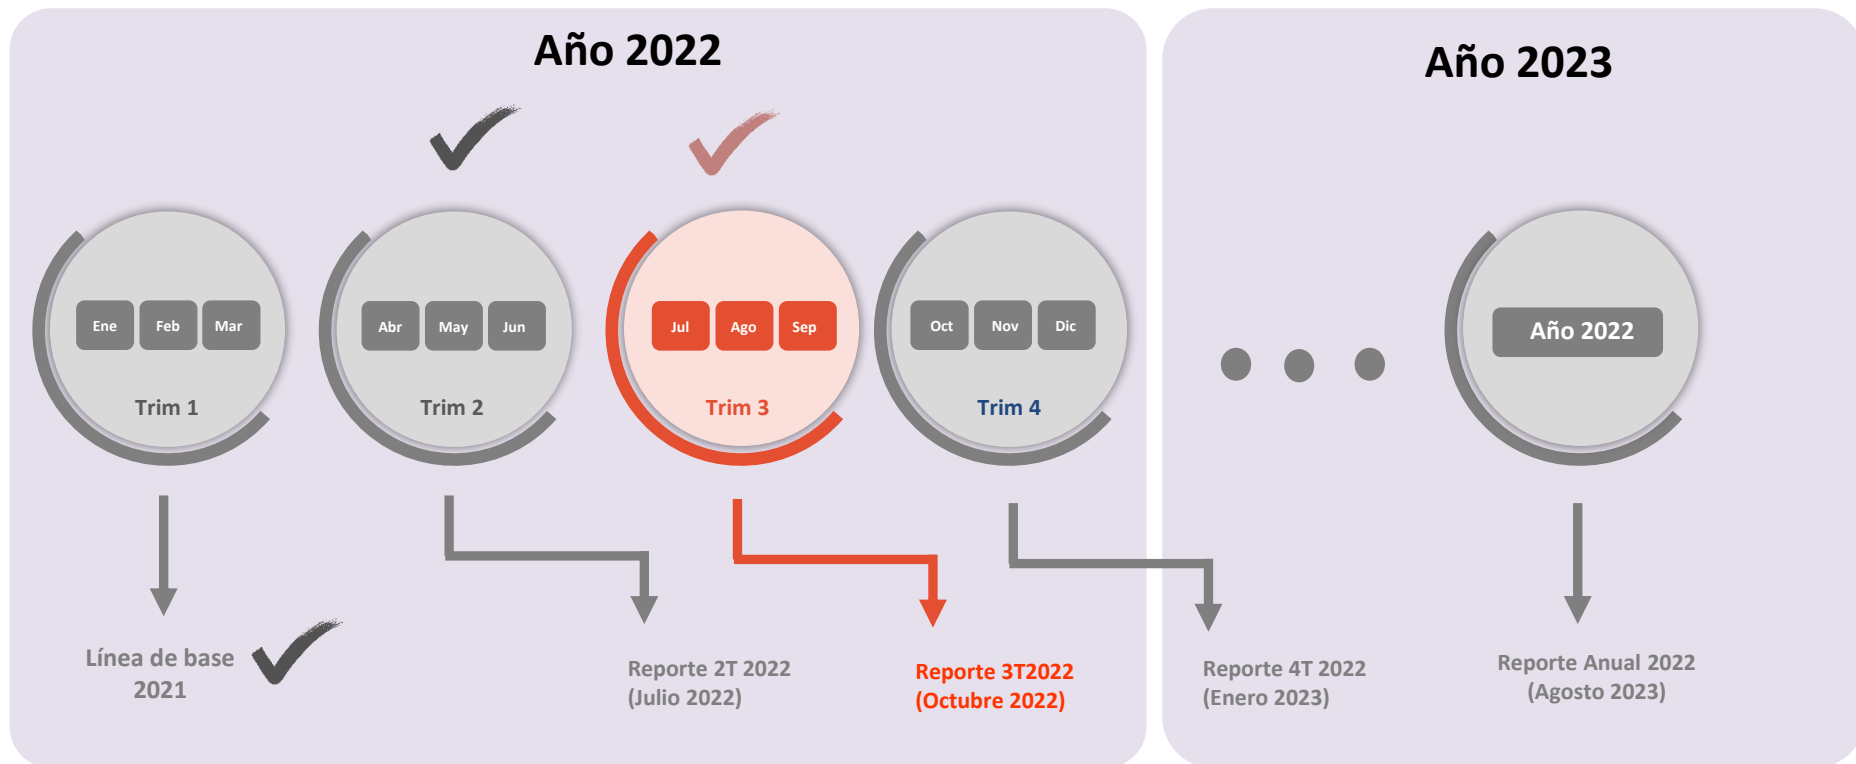 Año 2022
Año 2023
Ene Feb Mar
Trim 1
Abr May Jun
Trim 2
Jul Ago Sep
Trim 3
Oct Nov Dic
Trim 4
Año 2022
Línea de base
2021
Reporte 2T 2022
(Julio 2022)
Reporte 3T2022
(Octubre 2022)
Reporte 4T 2022
(Enero 2023)
Reporte Anual 2022
(Agosto 2023)